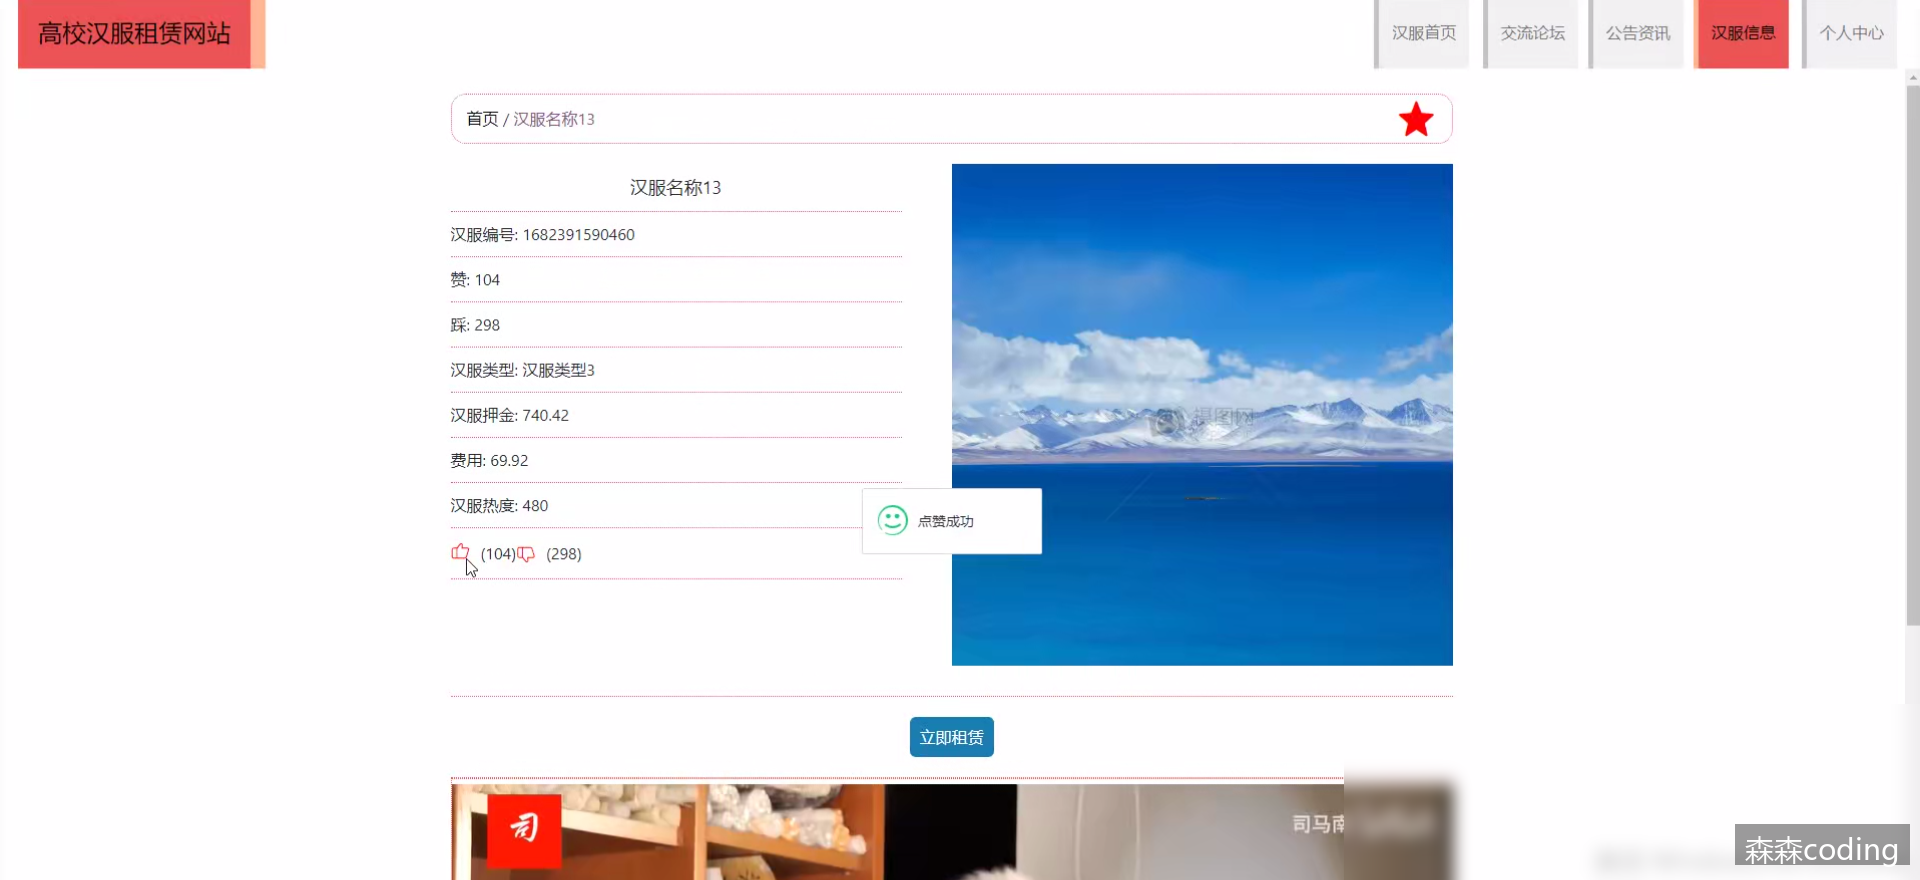 高校汉服租赁网站
汉服首页
交流论坛
公告资讯
汉服信息
个人中心
首页 / 汉服名称13
汉服名称13
汉服编号: 1682391590460
赞: 104
踩: 298
汉服类型: 汉服类型3
汉服押金: 740.42
费用: 69.92
汉服热度: 480
(104) (298)
点赞成功
摄图网
立即租赁
司
司马南
森森coding